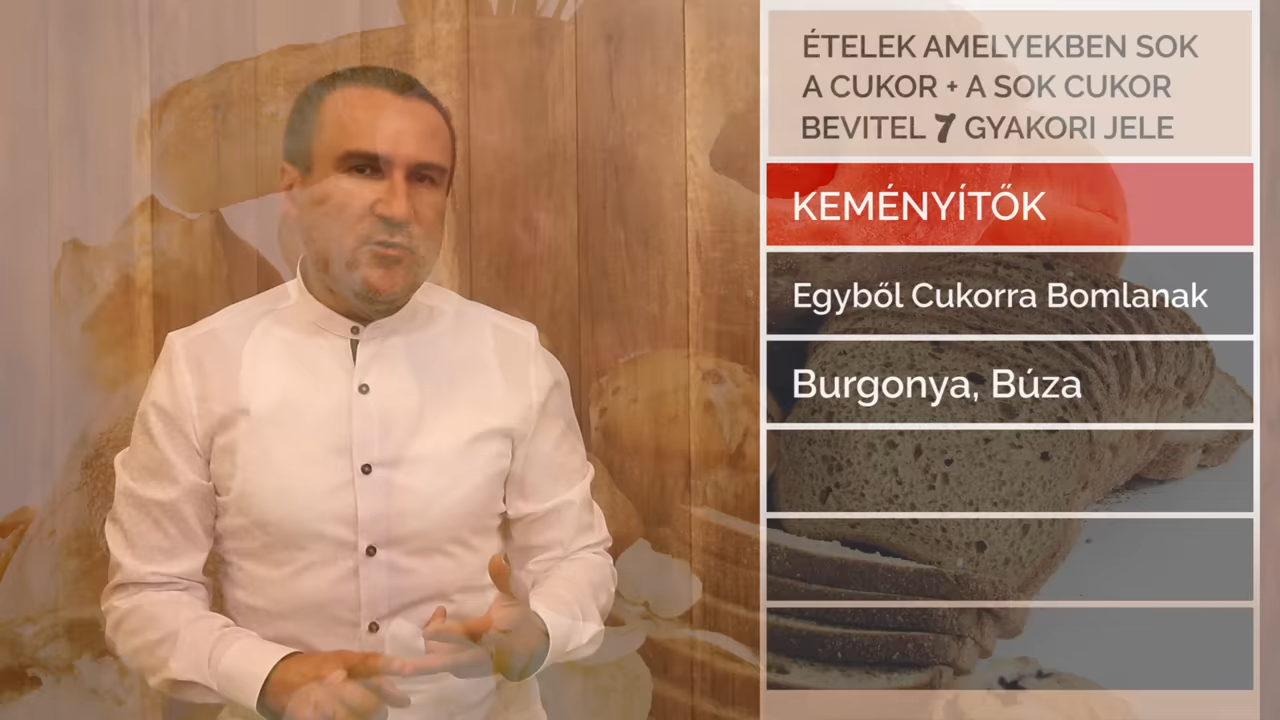 ÉTELEK AMELYEKBEN SOK
A CUKOR + A SOK CUKOR
BEVITEL 7 GYAKORI JELE
KEMÉNYÍTŐK
Egyből Cukorra Bomlanak
Burgonya, Búza